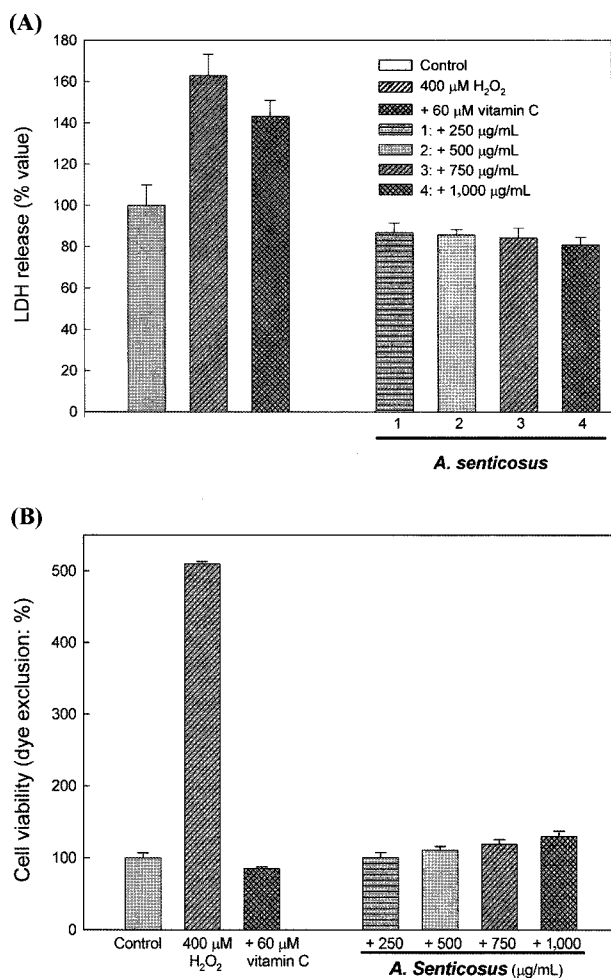 (A)
LDH release (% value)
180
160
140
120
100
80
60
40
20
0
Control
400 μM H₂O₂
+ 60 μM vitamin C
1: + 250 μg/mL
2: + 500 μg/mL
3: + 750 μg/mL
4: + 1,000 μg/mL
1 2 3 4
A. senticosus
(B)
Cell viability (dye exclusion: %)
500
400
300
200
100
0
Control 400 μM + 60 μM + 250 + 500 + 750 + 1,000
H₂O₂ vitamin C A. Senticosus (μg/mL)